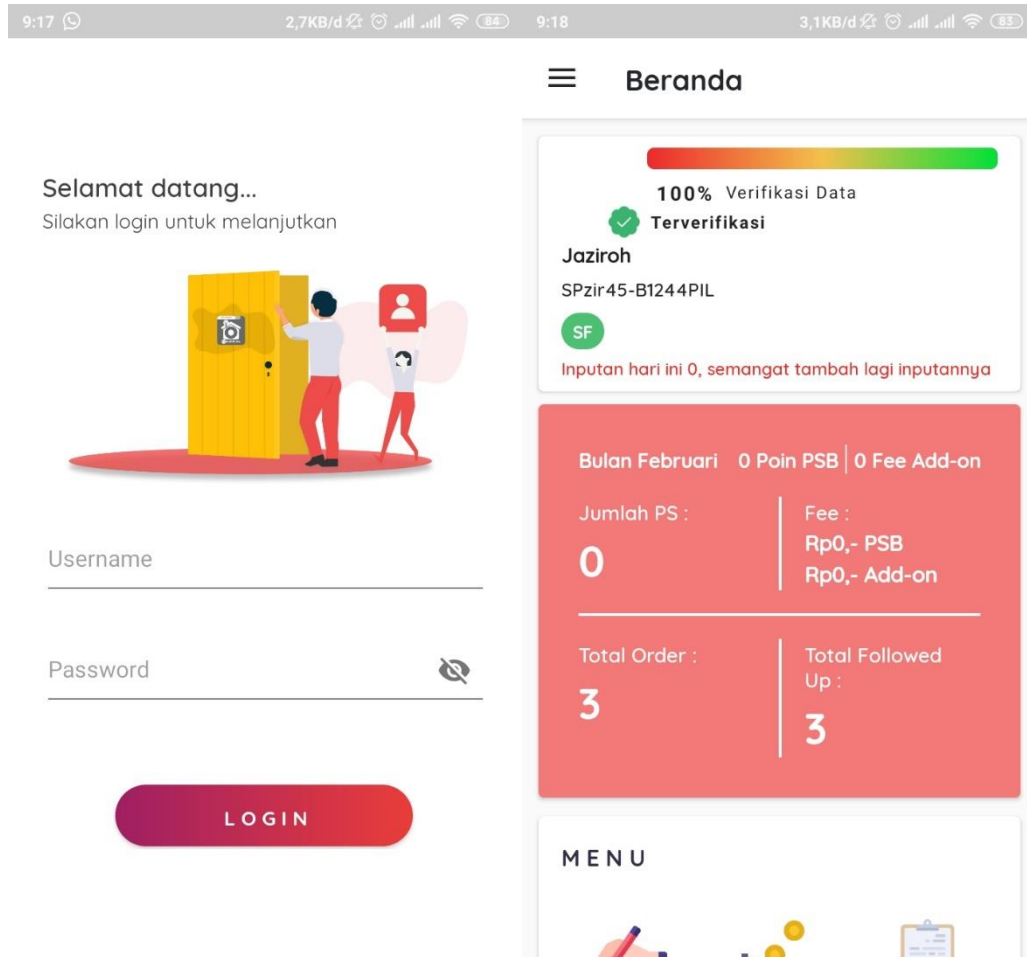 9:17 2,7KB/d 84
Selamat datang...
Silakan login untuk melanjutkan
Username
Password
LOGIN
9:18 3,1KB/d 83
Beranda
100% Verifikasi Data
Terverifikasi
Jaziroh
SPzir45-B1244PIL
SF
Inputan hari ini 0, semangat tambah lagi inputannya
Bulan Februari 0 Poin PSB 0 Fee Add-on
Jumlah PS :
0
Fee :
Rp0,- PSB
Rp0,- Add-on
Total Order :
3
Total Followed
Up :
3
MENU